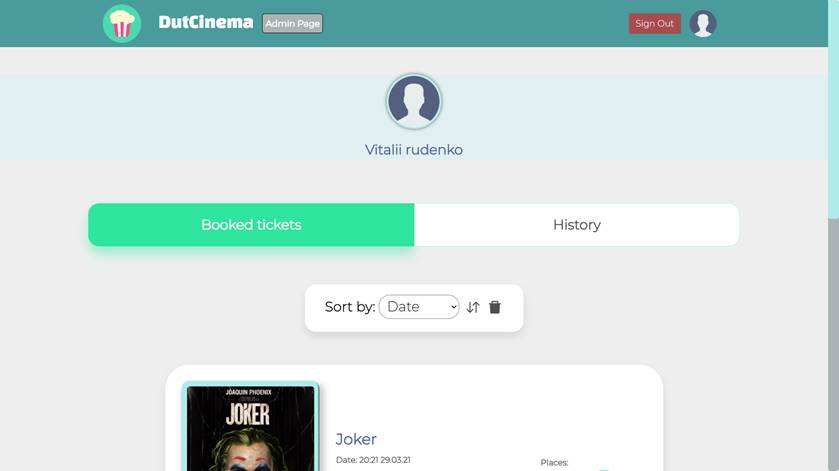 DutCinema
Admin Page
Sign Out
Vitalii rudenko
Booked tickets
History
Sort by: Date
JOAQUIN PHOENIX
JOKER
Joker
Date: 20:21 29.03.21
Places: